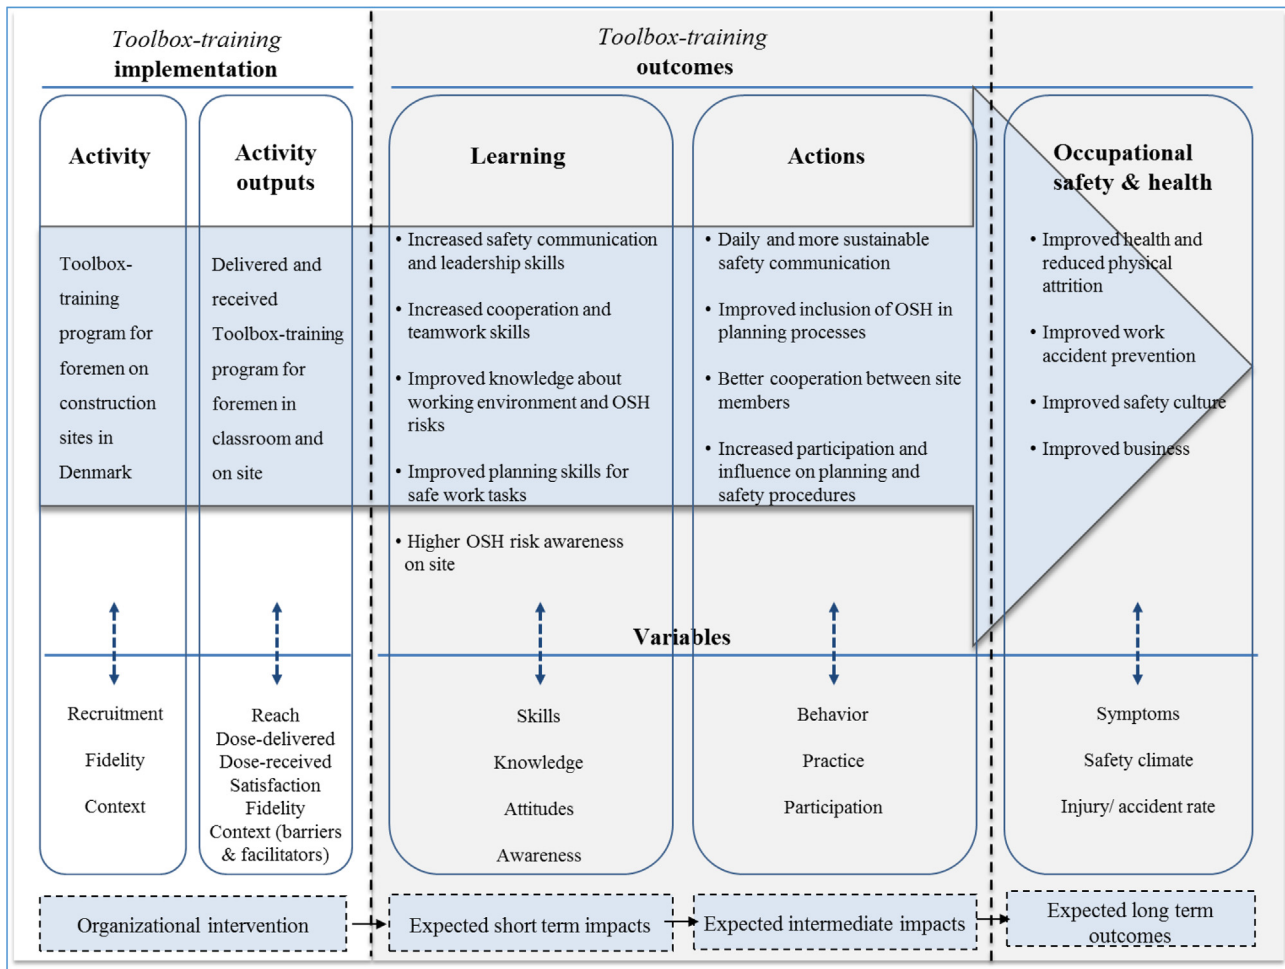 Toolbox-training
implementation
Toolbox-training
outcomes
Activity
Toolbox-
training
program for
foremen on
construction
sites in
Denmark
Activity
outputs
Delivered and
received
Toolbox-training
program for
foremen in
classroom and
on site
Learning
• Increased safety communication
and leadership skills
• Increased cooperation and
teamwork skills
• Improved knowledge about
working environment and OSH
risks
• Improved planning skills for
safe work tasks
• Higher OSH risk awareness
on site
Actions
• Daily and more sustainable
safety communication
• Improved inclusion of OSH in
planning processes
• Better cooperation between site
members
• Increased participation and
influence on planning and
safety procedures
Occupational
safety & health
• Improved health and
reduced physical
attrition
• Improved work
accident prevention
• Improved safety culture
• Improved business
Variables
Recruitment
Fidelity
Context
Reach
Dose-delivered
Dose-received
Satisfaction
Fidelity
Context (barriers
& facilitators)
Skills
Knowledge
Attitudes
Awareness
Behavior
Practice
Participation
Symptoms
Safety climate
Injury/ accident rate
Organizational intervention
Expected short term impacts
Expected intermediate impacts
Expected long term
outcomes